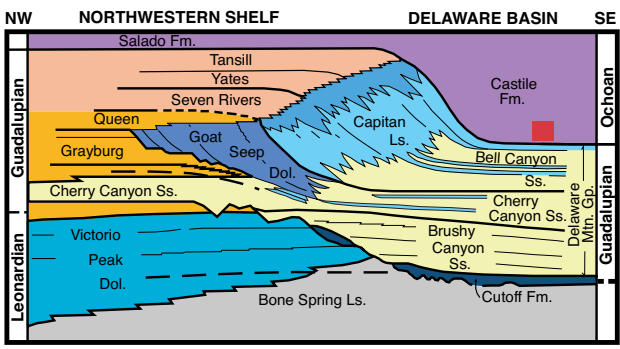 NW NORTHWESTERN SHELF DELAWARE BASIN SE
Salado Fm.
Tansill
Yates
Seven Rivers
Queen
Grayburg
Goat
Seep
Dol.
Capitan
Ls.
Castile
Fm.
Bell Canyon
Ss.
Cherry Canyon Ss.
Cherry
Canyon Ss.
Brushy
Canyon
Ss.
Delaware
Mtn. Gp.
Victorio
Peak
Dol.
Bone Spring Ls.
Cutoff Fm.
Guadalupian
Leonardian
Ochoan
Guadalupian